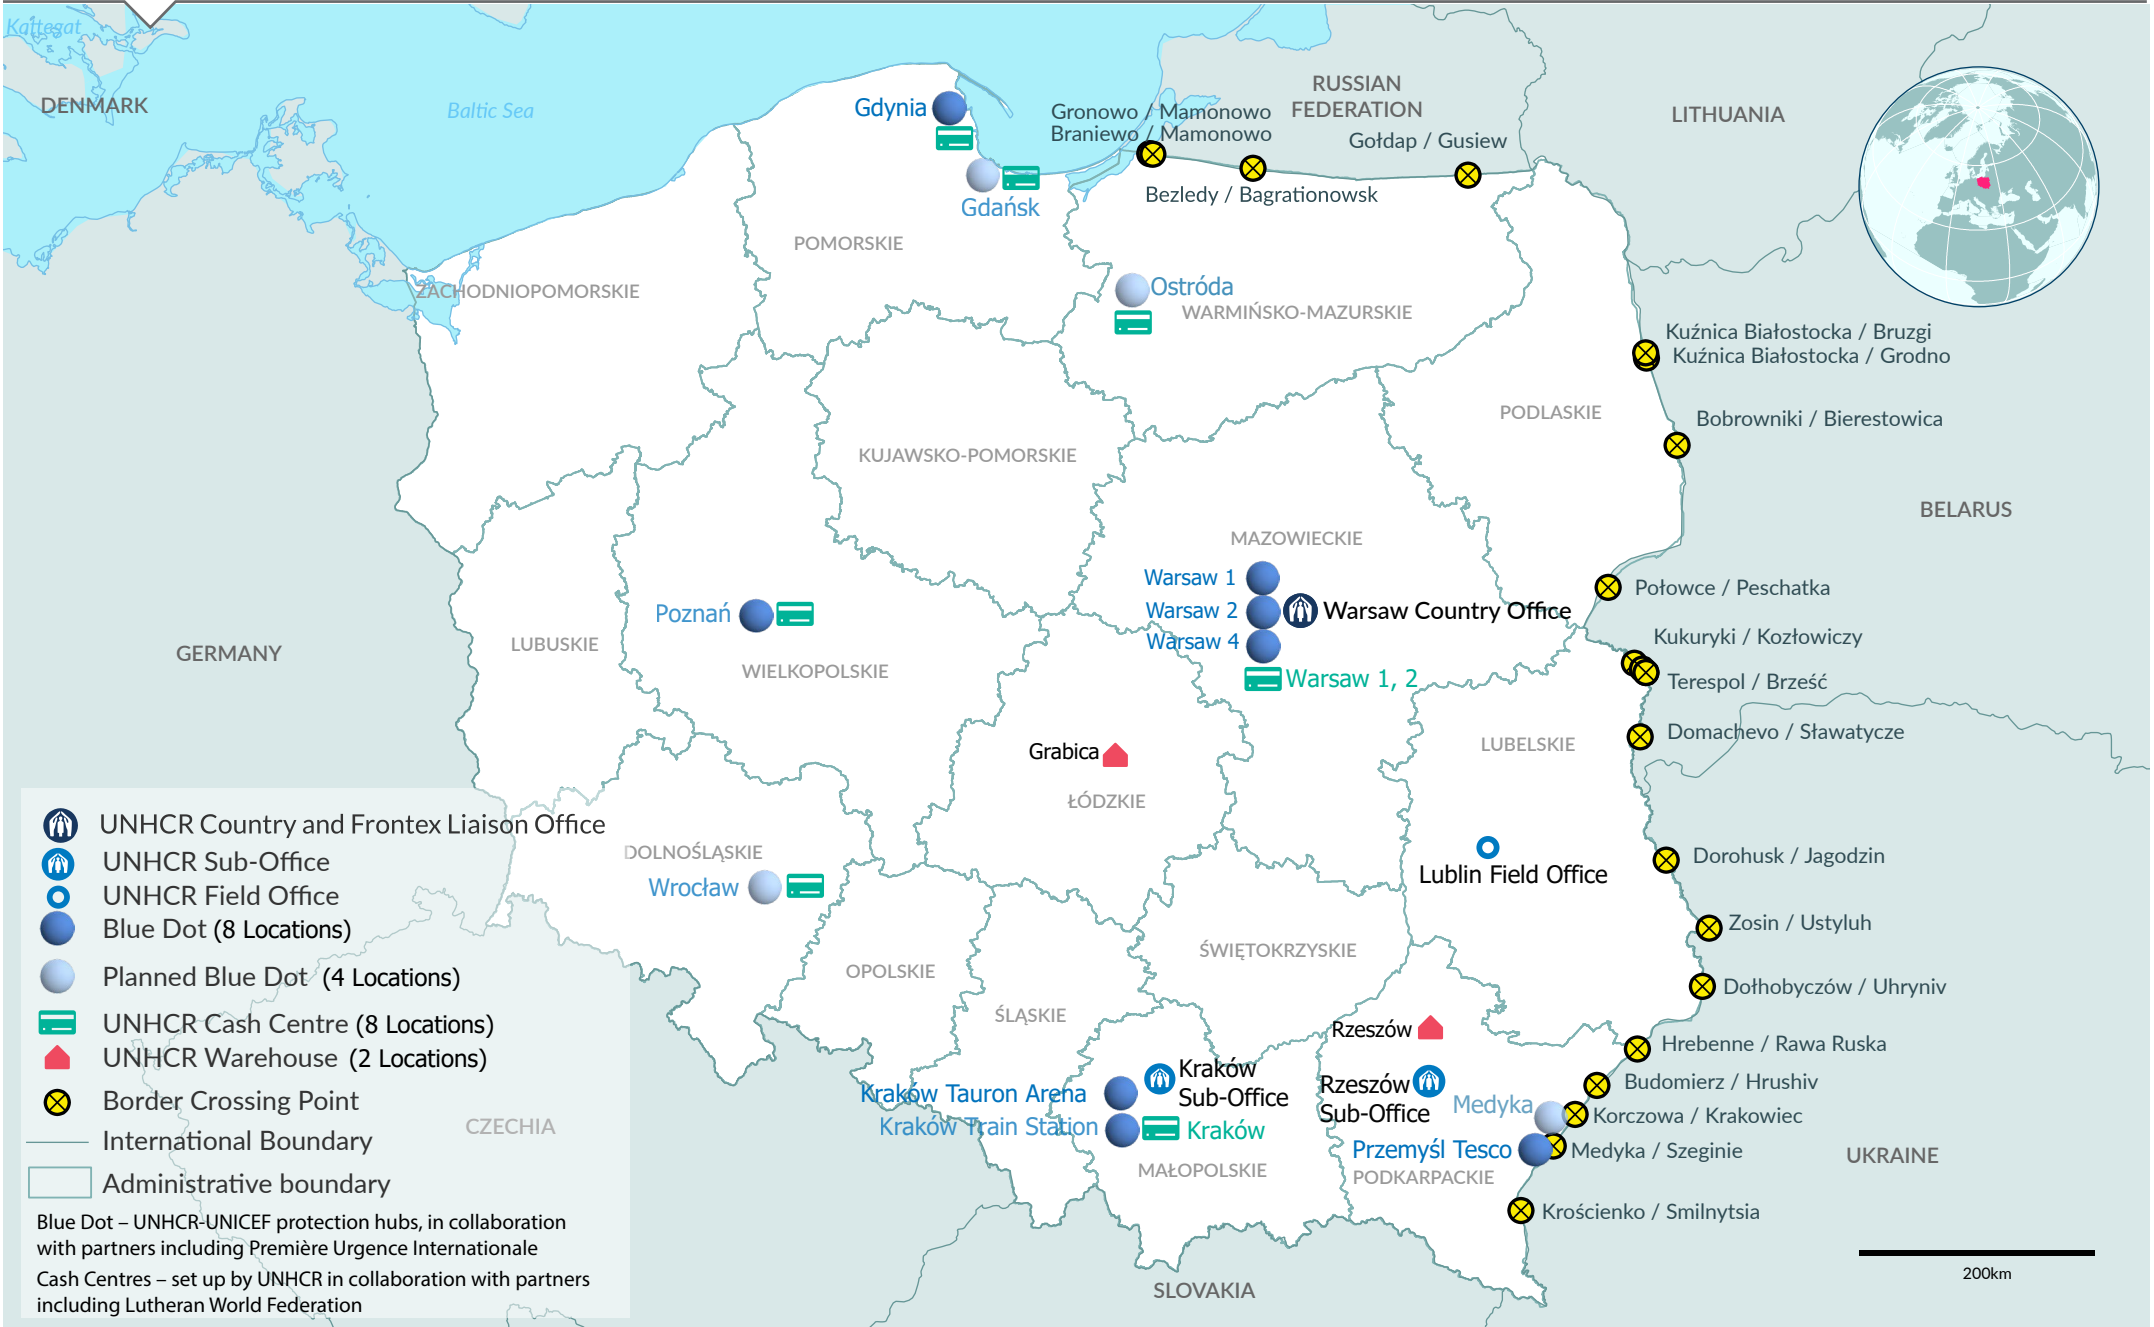 Kattegat
DENMARK
Baltic Sea
RUSSIAN
FEDERATION
LITHUANIA
Gdynia
Gronowo / Mamonowo
Braniewo / Mamonowo
Gołdap / Gusiew
Bezledy / Bagrationowsk
Gdańsk
POMORSKIE
ZACHODNIOPOMORSKIE
Ostróda
WARMIŃSKO-MAZURSKIE
Kuźnica Białostocka / Bruzgi
Kuźnica Białostocka / Grodno
PODLASKIE
Bobrowniki / Bierestowica
KUJAWSKO-POMORSKIE
BELARUS
MAZOWIECKIE
Warsaw 1
Warsaw 2
Warsaw Country Office
Warsaw 4
Warsaw 1, 2
Połowce / Peschatka
Kukuryki / Kozłowiczy
Terespol / Brześć
Poznań
LUBUSKIE
GERMANY
WIELKOPOLSKIE
Domachevo / Sławatycze
LUBELSKIE
Grabica
ŁÓDZKIE
DOLNOŚLĄSKIE
Wrocław
Lublin Field Office
Dorohusk / Jagodzin
Zosin / Ustyluh
ŚWIĘTOKRZYSKIE
OPOLSKIE
Dołhobyczów / Uhryniv
ŚLĄSKIE
Rzeszów
Hrebenne / Rawa Ruska
Kraków
Sub-Office
Kraków Tauron Arena
Rzeszów
Sub-Office
Medyka
Budomierz / Hrushiv
Korczowa / Krakowiec
Kraków Train Station
Kraków
Przemyśl Tesco
Medyka / Szeginie
UKRAINE
MAŁOPOLSKIE
PODKARPACKIE
Krościenko / Smilnytsia
CZECHIA
SLOVAKIA
200km
UNHCR Country and Frontex Liaison Office
UNHCR Sub-Office
UNHCR Field Office
Blue Dot (8 Locations)
Planned Blue Dot (4 Locations)
UNHCR Cash Centre (8 Locations)
UNHCR Warehouse (2 Locations)
Border Crossing Point
International Boundary
Administrative boundary
Blue Dot – UNHCR-UNICEF protection hubs, in collaboration
with partners including Première Urgence Internationale
Cash Centres – set up by UNHCR in collaboration with partners
including Lutheran World Federation